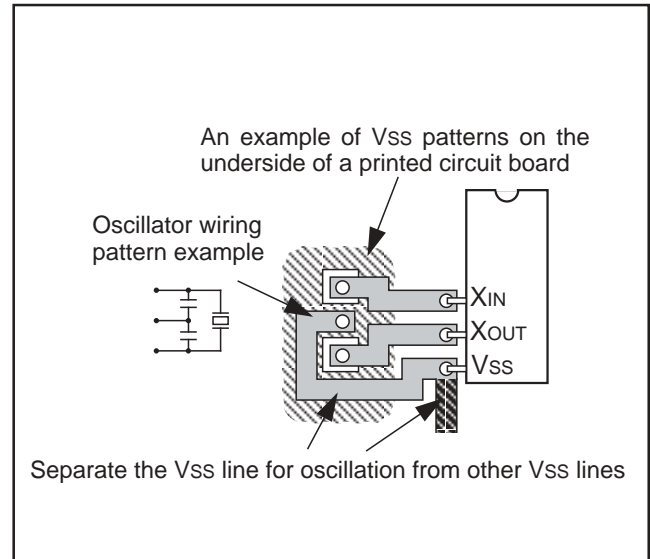 An example of VSS patterns on the
underside of a printed circuit board
Oscillator wiring
pattern example
XIN
XOUT
VSS
Separate the VSS line for oscillation from other VSS lines